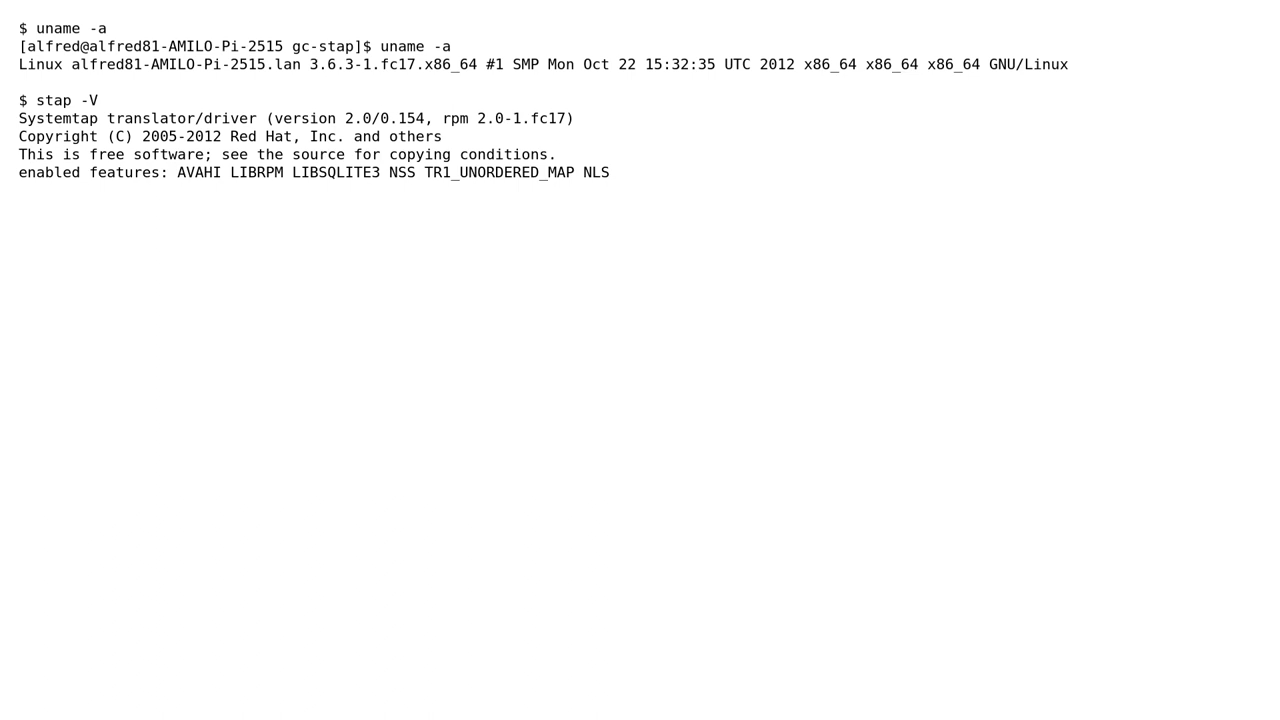 $ uname -a
[alfred@alfred81-AMILO-Pi-2515 gc-stap]$ uname -a
Linux alfred81-AMILO-Pi-2515.lan 3.6.3-1.fc17.x86_64 #1 SMP Mon Oct 22 15:32:35 UTC 2012 x86_64 x86_64 x86_64 GNU/Linux

$ stap -V
Systemtap translator/driver (version 2.0/0.154, rpm 2.0-1.fc17)
Copyright (C) 2005-2012 Red Hat, Inc. and others
This is free software; see the source for copying conditions.
enabled features: AVAHI LIBRPM LIBSQLITE3 NSS TR1_UNORDERED_MAP NLS